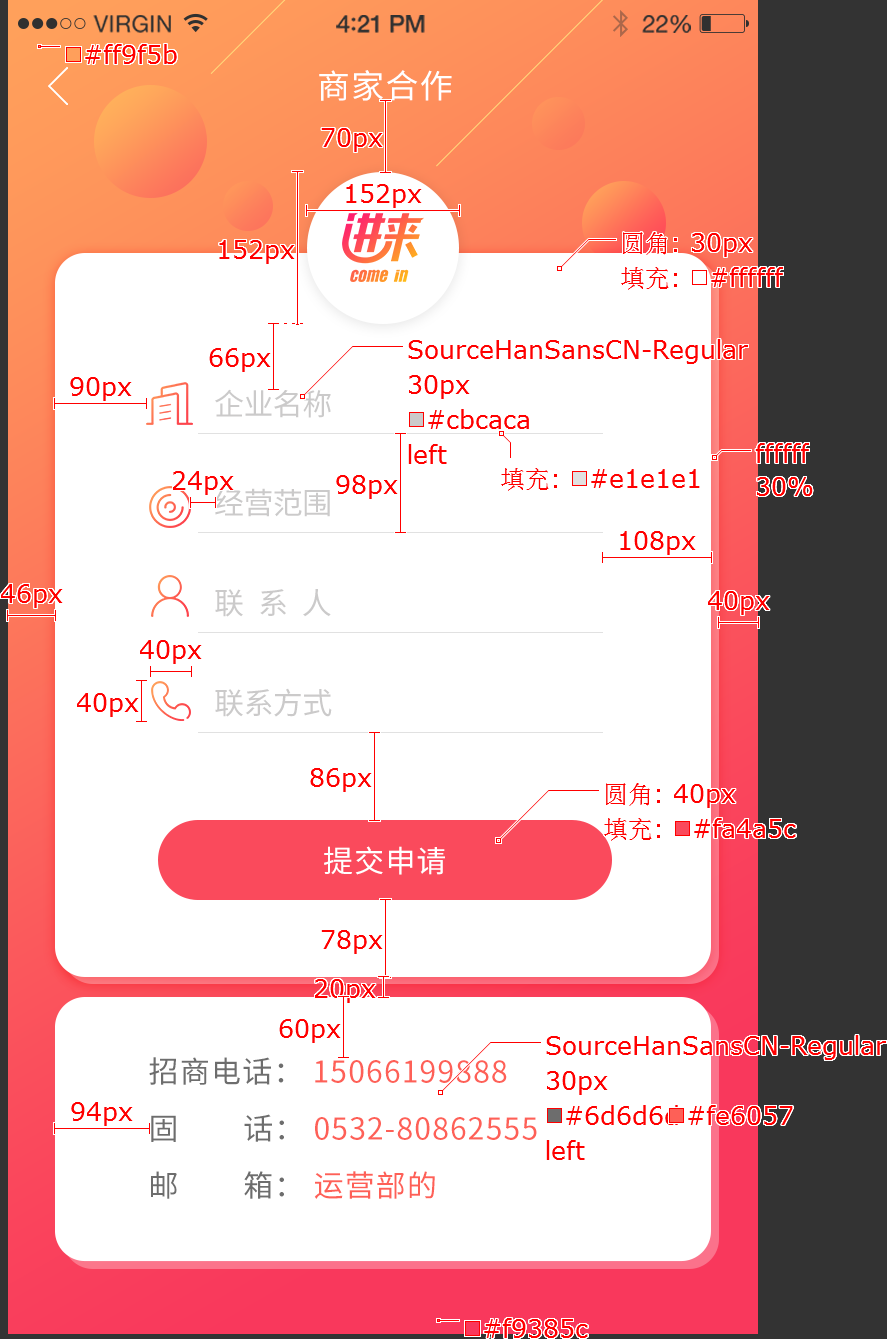 VIRGIN 4:21 PM 22%
#ff9f5b
商家合作
70px
152px
152px
进来
come in
圆角：30px
填充：#ffffff
66px
SourceHanSansCN-Regular
30px
#cbcaca
left
90px
企业名称
填充：#e1e1e1
ffffff
30%
24px
98px
经营范围
108px
46px
40px
联 系 人
40px
40px
联系方式
86px
圆角：40px
填充：#fa4a5c
提交申请
78px
20px
60px
SourceHanSansCN-Regular
30px
#6d6d6d #fe6057
left
招商电话： 15066199888
94px
固 话： 0532-80862555
邮 箱： 运营部的
#f9385c